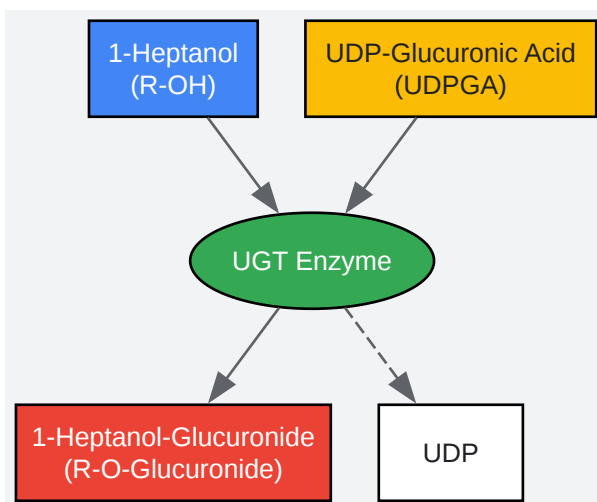 1-Heptanol
(R-OH)
UDP-Glucuronic Acid
(UDPGA)
UGT Enzyme
1-Heptanol-Glucuronide
(R-O-Glucuronide)
UDP